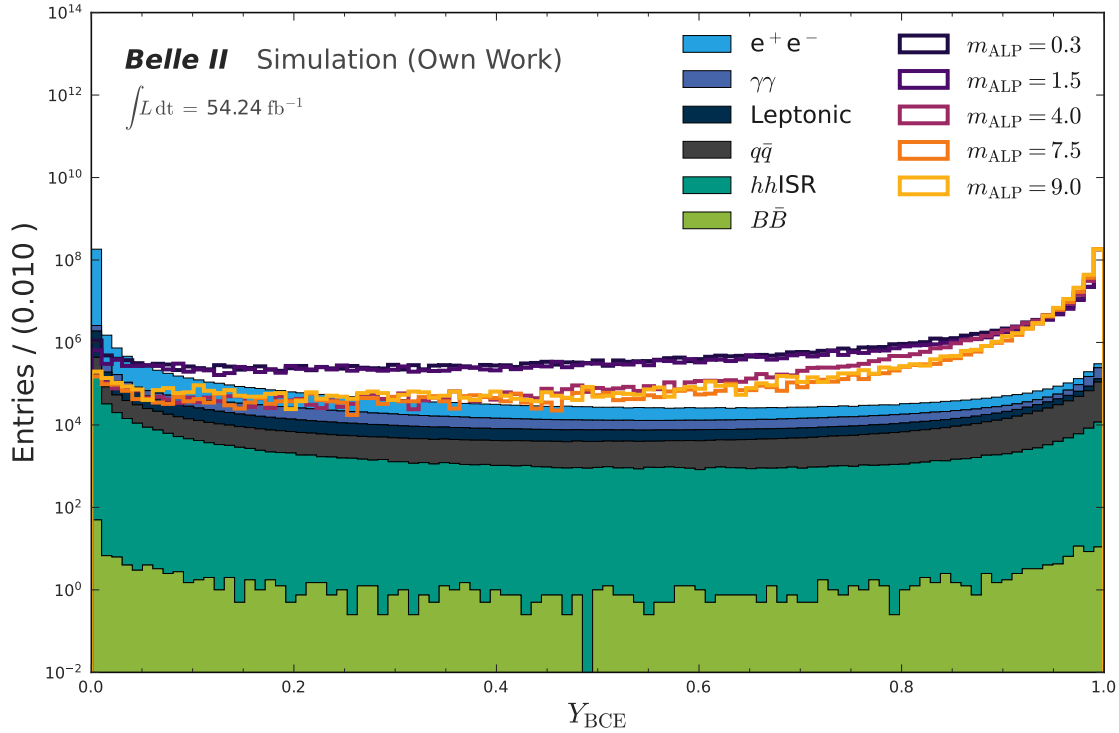 Belle II Simulation (Own Work)
∫L dt = 54.24 fb⁻¹
e⁺e⁻
γγ
Leptonic
qq̄
hhISR
BB̄
m_ALP = 0.3
m_ALP = 1.5
m_ALP = 4.0
m_ALP = 7.5
m_ALP = 9.0
Entries / (0.010)
10¹⁴
10¹²
10¹⁰
10⁸
10⁶
10⁴
10²
10⁰
10⁻²
0.0 0.2 0.4 0.6 0.8 1.0
Y_BCE